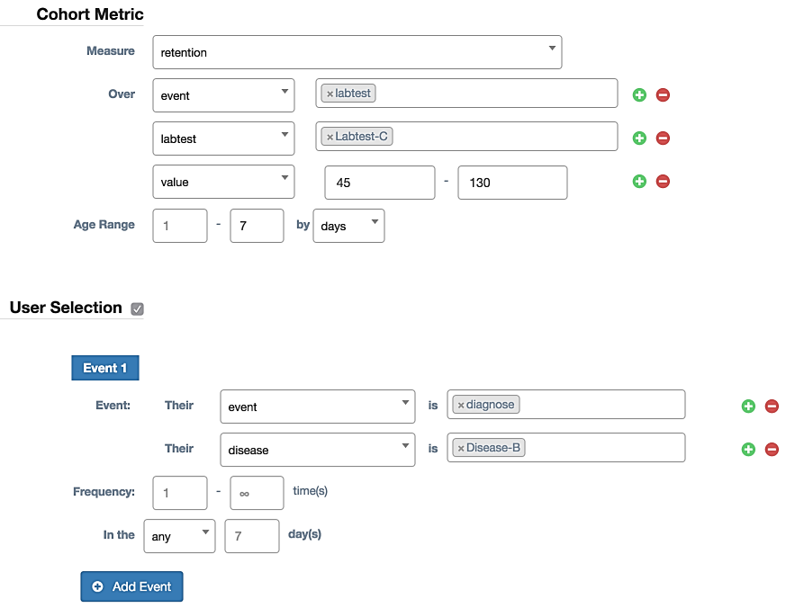 Cohort Metric
Measure retention
Over event × labtest
labtest × Labtest-C
value 45 - 130
Age Range 1 - 7 by days
User Selection
Event 1
Event: Their event is × diagnose
Their disease is × Disease-B
Frequency: 1 - ∞ time(s)
In the any 7 day(s)
Add Event